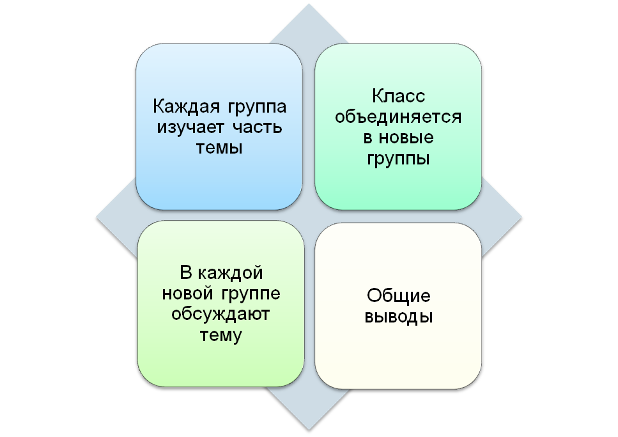 Каждая группа
изучает часть
темы
Класс
объединяется
в новые
группы
В каждой
новой группе
обсуждают
тему
Общие
выводы